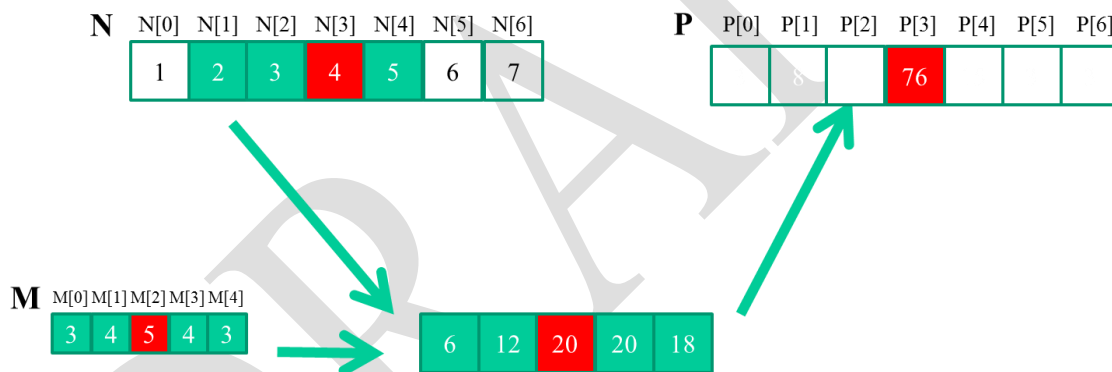 N N[0] N[1] N[2] N[3] N[4] N[5] N[6]
1 2 3 4 5 6 7
P P[0] P[1] P[2] P[3] P[4] P[5] P[6]
8 76
M M[0] M[1] M[2] M[3] M[4]
3 4 5 4 3
6 12 20 20 18